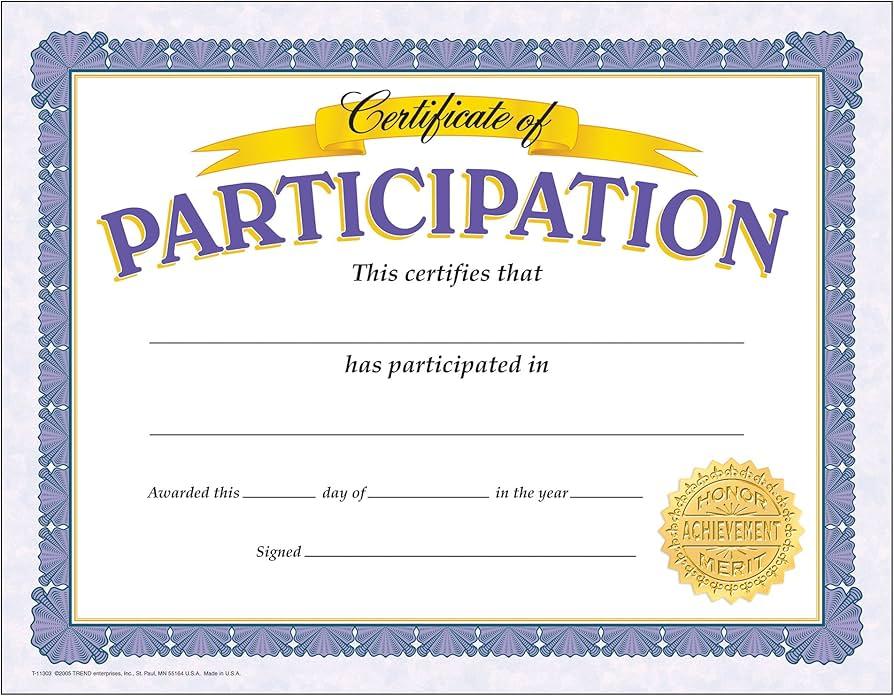 Certificate of
PARTICIPATION
This certifies that
has participated in
Awarded this day of in the year
Signed
HONOR
ACHIEVEMENT
MERIT
T-11303 ©2005 TREND enterprises, Inc., St. Paul, MN 55164 U.S.A. Made in U.S.A.